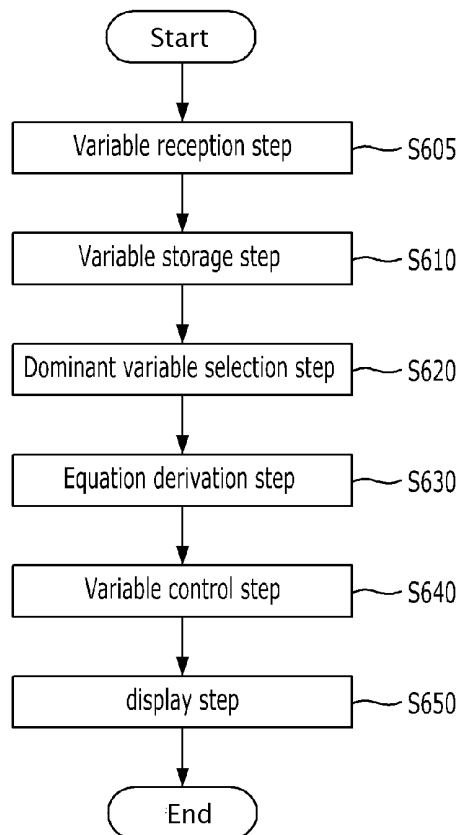 Start
Variable reception step
S605
Variable storage step
S610
Dominant variable selection step
S620
Equation derivation step
S630
Variable control step
S640
display step
S650
End